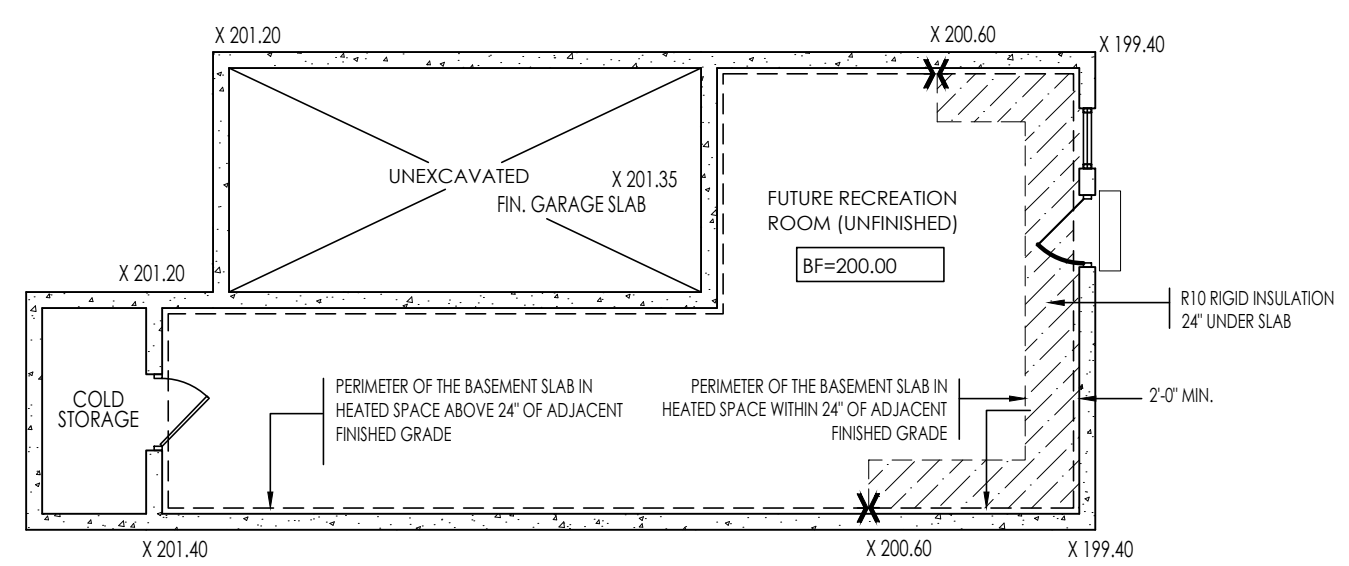 X 201.20
X 200.60
X 199.40
UNEXCAVATED
X 201.35
FIN. GARAGE SLAB
FUTURE RECREATION
ROOM (UNFINISHED)
BF=200.00
X 201.20
R10 RIGID INSULATION
24" UNDER SLAB
COLD
STORAGE
PERIMETER OF THE BASEMENT SLAB IN
HEATED SPACE ABOVE 24" OF ADJACENT
FINISHED GRADE
PERIMETER OF THE BASEMENT SLAB IN
HEATED SPACE WITHIN 24" OF ADJACENT
FINISHED GRADE
2'-0" MIN.
X 201.40
X 200.60
X 199.40